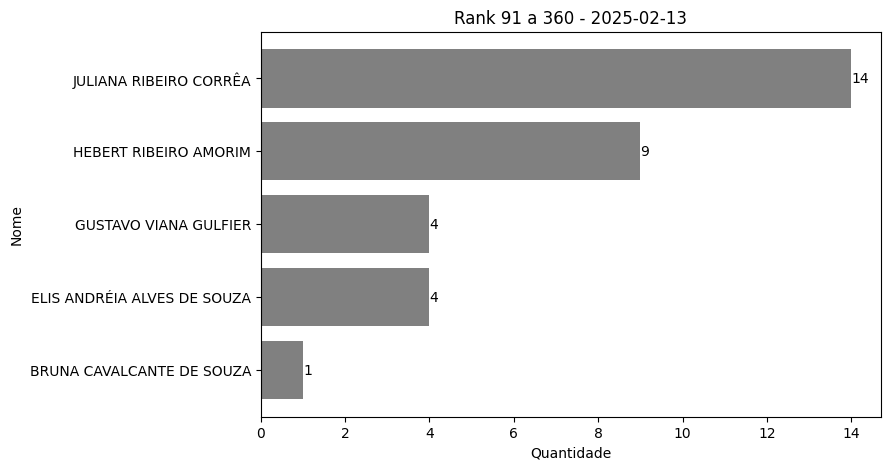 Rank 91 a 360 - 2025-02-13
Nome
JULIANA RIBEIRO CORRÊA
14
HEBERT RIBEIRO AMORIM
9
GUSTAVO VIANA GULFIER
4
ELIS ANDRÉIA ALVES DE SOUZA
4
BRUNA CAVALCANTE DE SOUZA
1
0 2 4 6 8 10 12 14
Quantidade